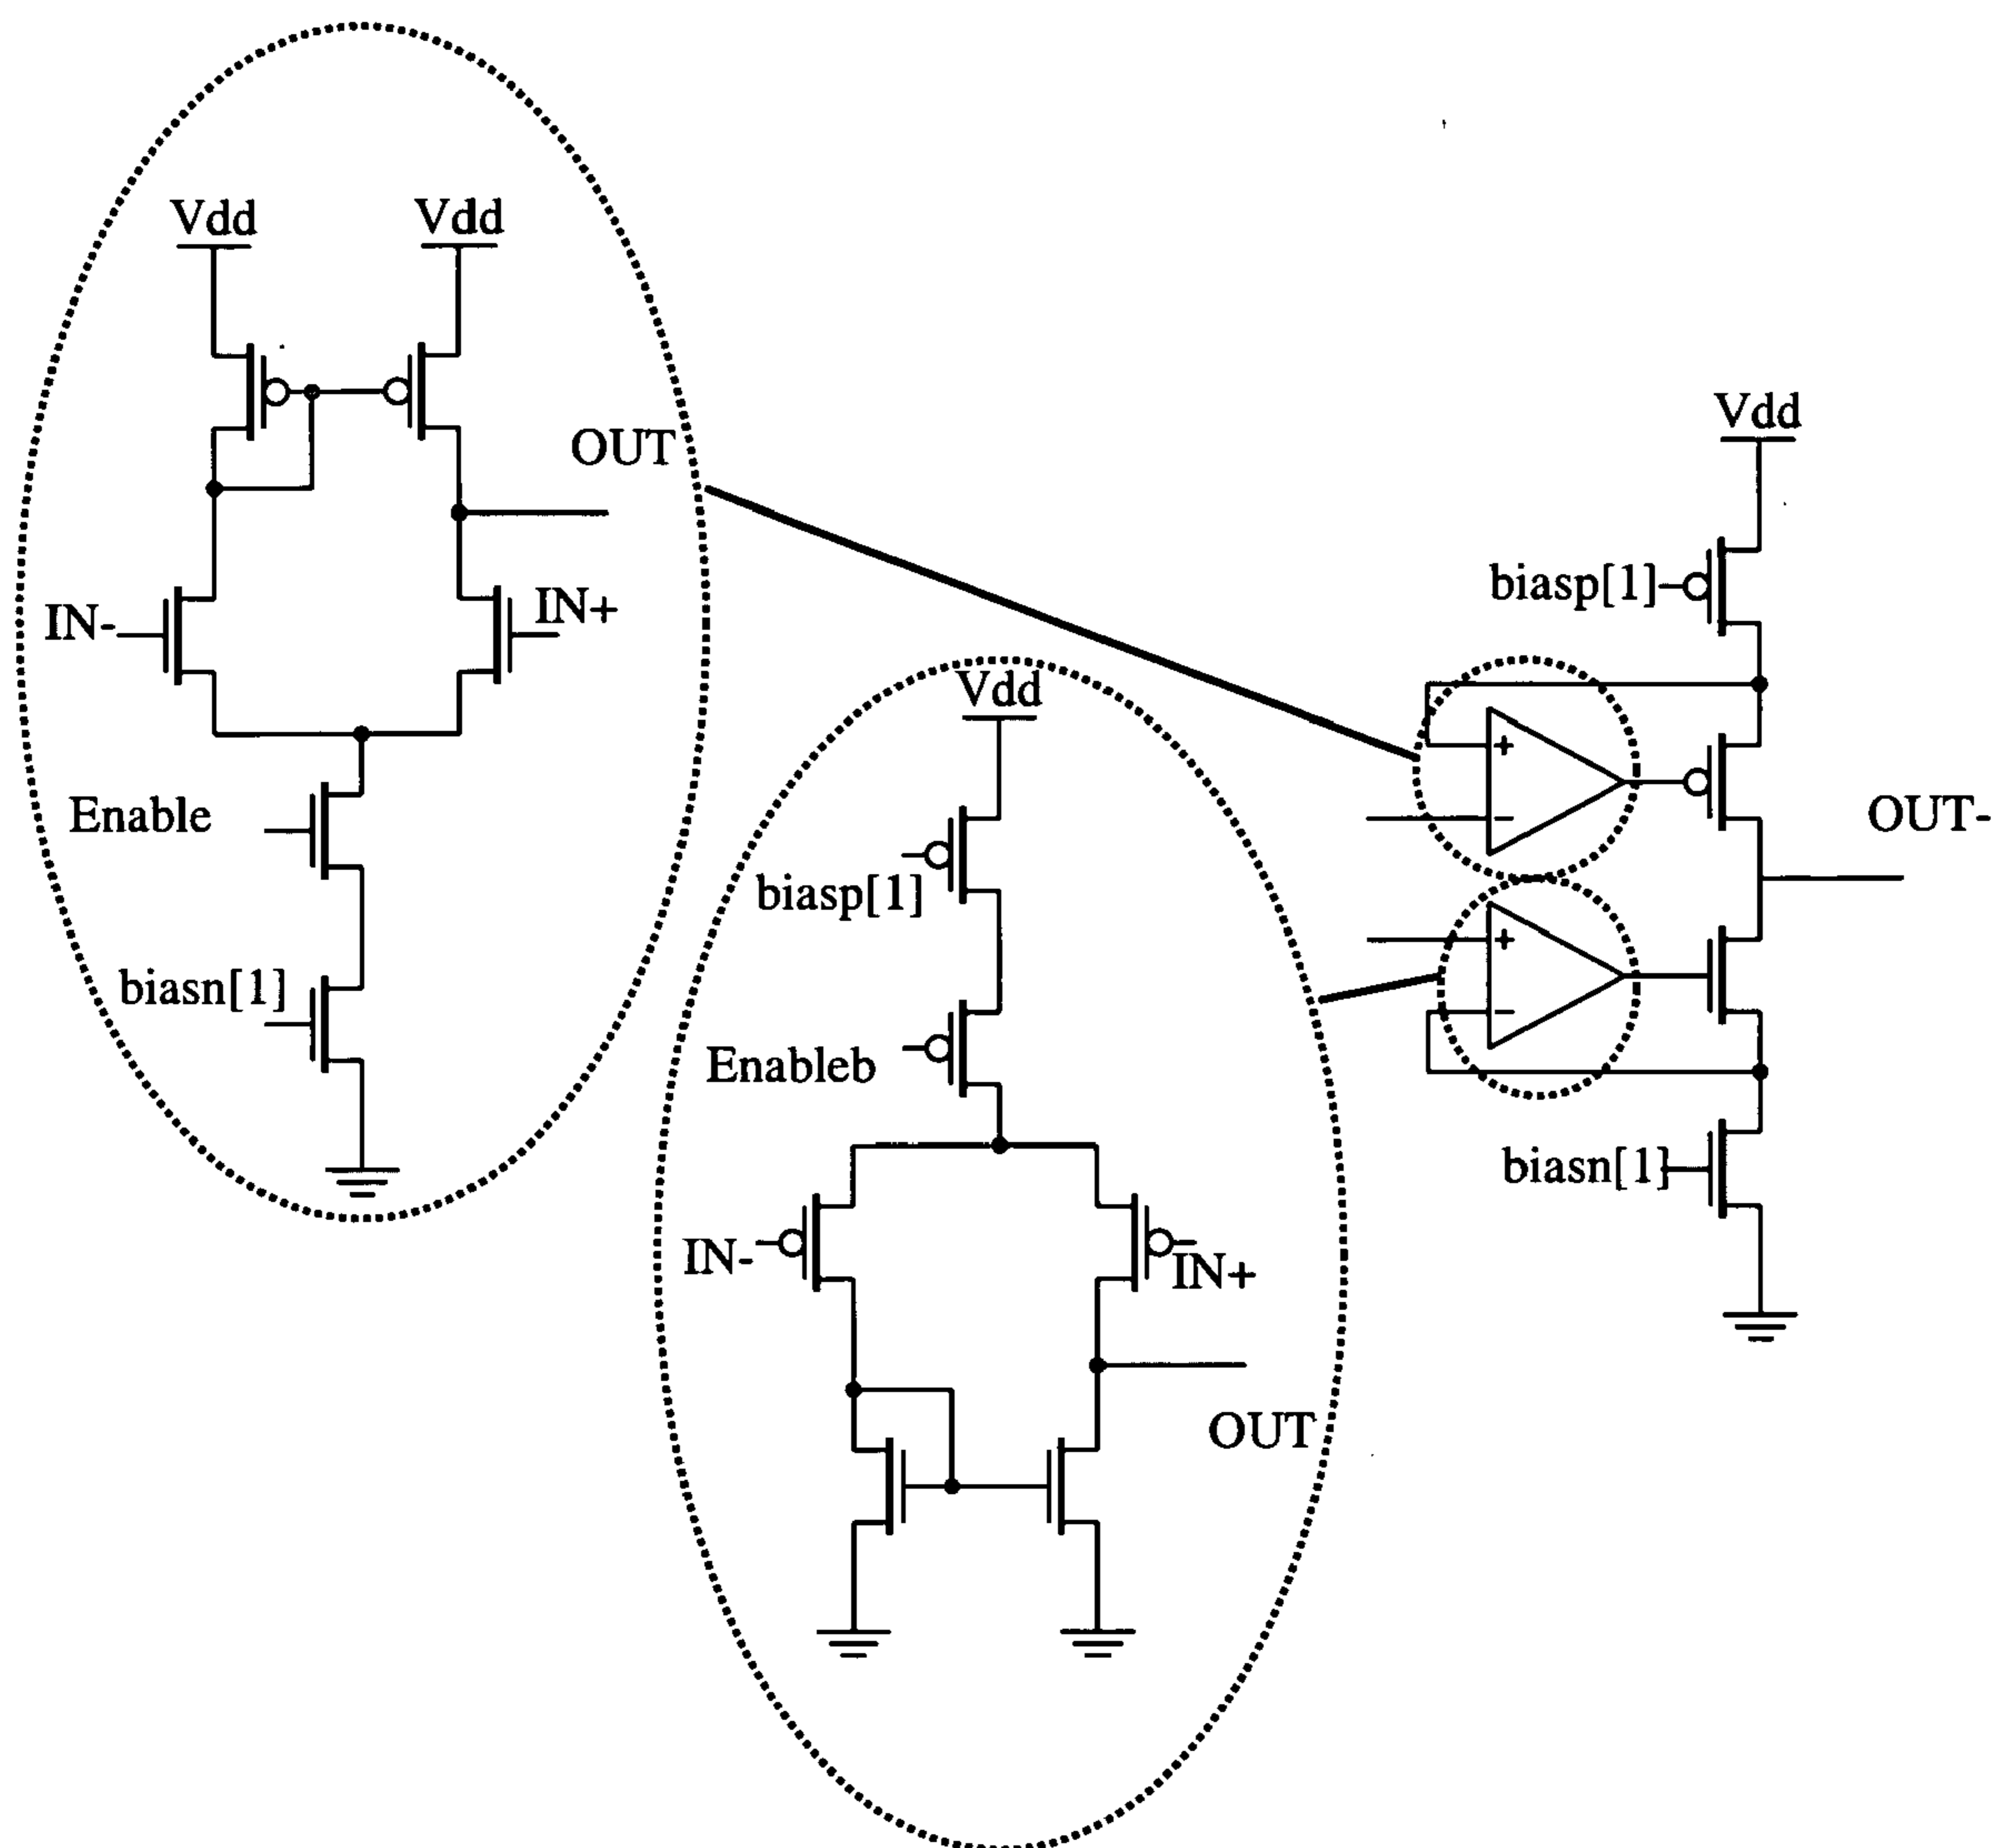 Vdd
Vdd
OUT
IN-
IN+
Enable
biasn[1]
Vdd
biasp[1]
Enableb
IN-
IN+
OUT
Vdd
biasp[1]
+
-
OUT-
+
-
biasn[1]